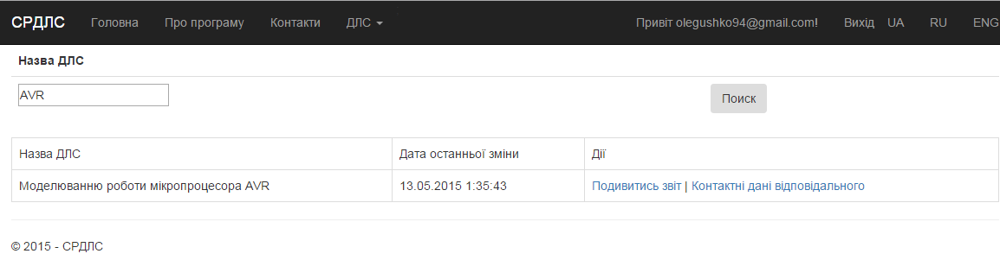 СРДЛС Головна Про програму Контакти ДЛС Привіт olegushko94@gmail.com! Вихід UA RU ENG
Назва ДЛС
AVR Поиск
Назва ДЛС Дата останньої зміни Дії
Моделюванню роботи мікропроцесора AVR 13.05.2015 1:35:43 Подивитись звіт | Контактні дані відповідального
© 2015 - СРДЛС